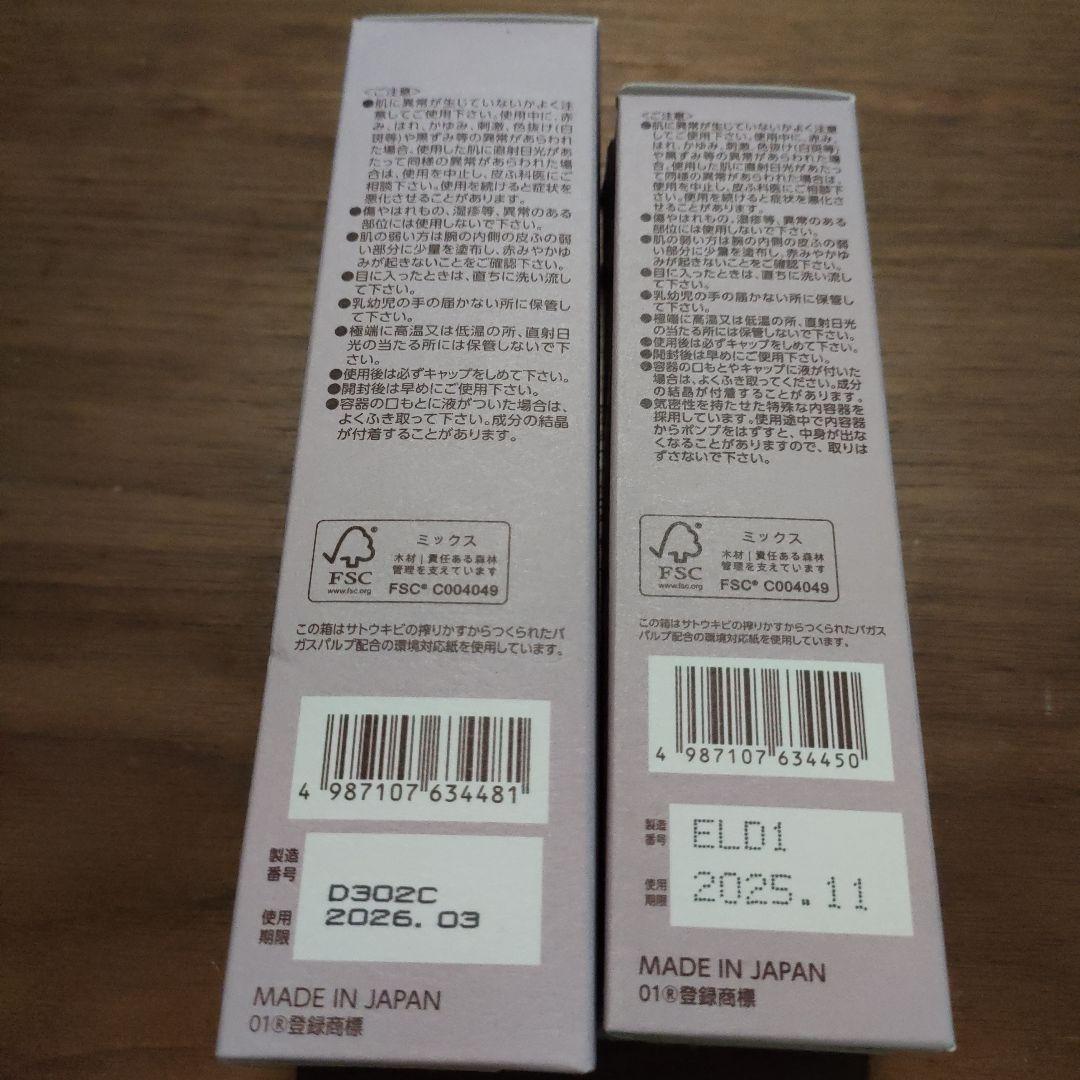 <ご注意>
●肌に異常が生じていないかよく注
意してご使用下さい。使用中に、赤
み、はれ、かゆみ、刺激、色抜け(白
斑等)や黒ずみ等の異常があらわれ
た場合、使用した肌に直射日光があ
たって同様の異常があらわれた場
合は、使用を中止し、皮ふ科医にご
相談下さい。使用を続けると症状を
悪化させることがあります。
●傷やはれもの、湿疹等、異常のある
部位には使用しないで下さい。
●肌の弱い方は腕の内側の皮ふの弱
い部分に少量を塗布し、赤みやかゆ
みが起きないことをご確認下さい。
●目に入ったときは、直ちに洗い流し
て下さい。
●乳幼児の手の届かない所に保管し
て下さい。
●極端に高温又は低温の所、直射日
光の当たる所には保管しないで下
さい。
●使用後は必ずキャップをしめて下さい。
●開封後は早めにご使用下さい。
●容器の口もとに液がついた場合は、
よくふき取って下さい。成分の結晶
が付着することがあります。
FSC
www.fsc.org
ミックス
木材|責任ある森林
管理を支えています
FSC® C004049
この箱はサトウキビの搾りかすからつくられたバ
ガスパルプ配合の環境対応紙を使用しています。
4 987107 634481
製造
番号
D302C
使用
期限
2026. 03
MADE IN JAPAN
01®登録商標
<ご注意>
●肌に異常が生じていないかよく注意
してご使用下さい。使用中に、赤み、
はれ、かゆみ、刺激、色抜け(白斑等)
や黒ずみ等の異常があらわれた場
合、使用した肌に直射日光があたっ
て同様の異常があらわれた場合は、
使用を中止し、皮ふ科医にご相談下
さい。使用を続けると症状を悪化さ
せることがあります。
●傷やはれもの、湿疹等、異常のある
部位には使用しないで下さい。
●肌の弱い方は腕の内側の皮ふの弱
い部分に少量を塗布し、赤みやかゆ
みが起きないことをご確認下さい。
●目に入ったときは、直ちに洗い流し
て下さい。
●乳幼児の手の届かない所に保管し
て下さい。
●極端に高温又は低温の所、直射日光
の当たる所には保管しないで下さい。
●使用後は必ずキャップをしめて下さい。
●開封後は早めにご使用下さい。
●容器の口もとやキャップに液が付いた
場合は、よくふき取ってください。成分
の結晶が付着することがあります。
●気密性を持たせた特殊な内容器を
採用しています。使用途中で内容器
からポンプをはずすと、中身が出な
くなることがありますので、取りは
ずさないで下さい。
FSC
www.fsc.org
ミックス
木材|責任ある森林
管理を支えています
FSC® C004049
この箱はサトウキビの搾りかすからつくられたバガス
パルプ配合の環境対応紙を使用しています。
4 987107 634450
製造
番号
ELD1
使用
期限
2025. 11
MADE IN JAPAN
01®登録商標